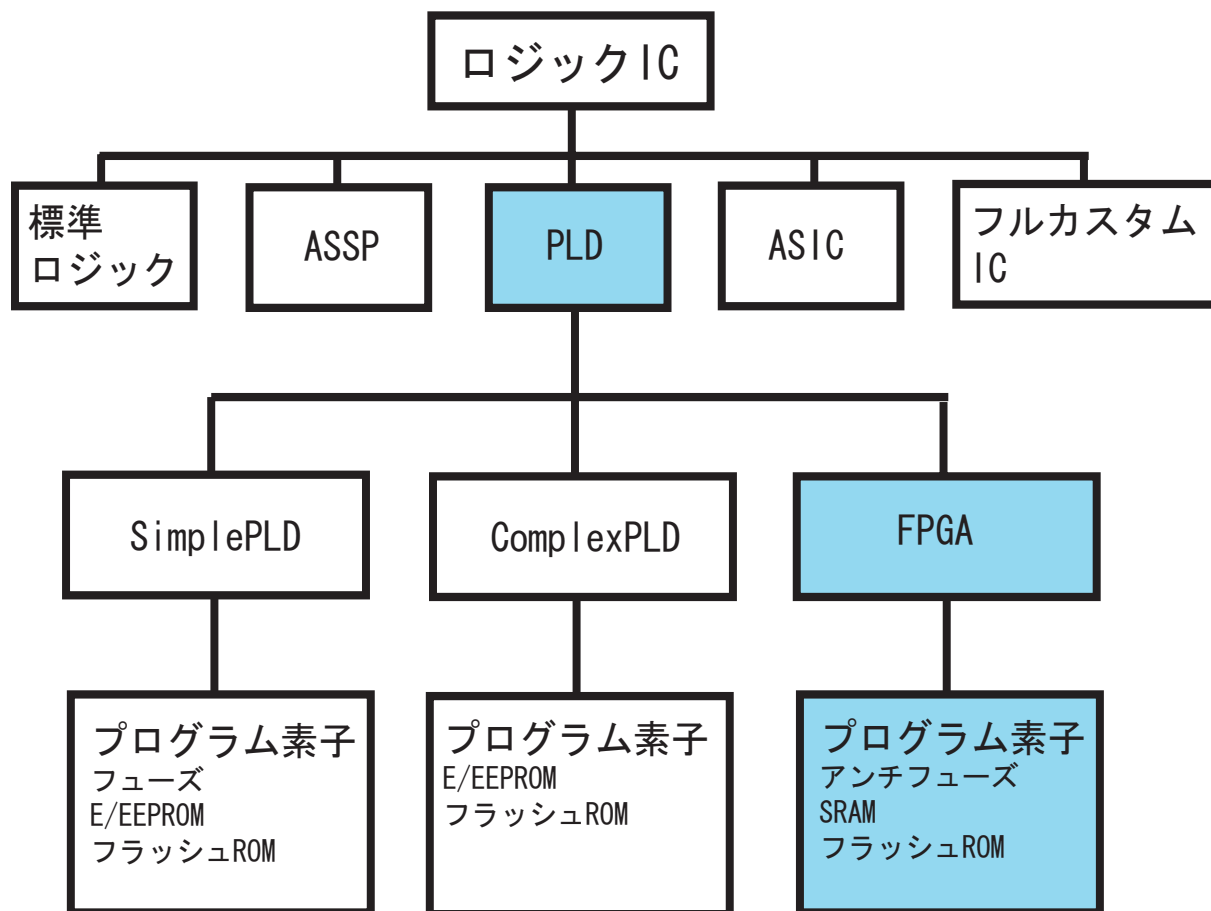 ロジックIC
標準
ロジック
ASSP
PLD
ASIC
フルカスタム
IC
SimplePLD
ComplexPLD
FPGA
プログラム素子
フューズ
E/EEPROM
フラッシュROM
プログラム素子
E/EEPROM
フラッシュROM
プログラム素子
アンチフューズ
SRAM
フラッシュROM